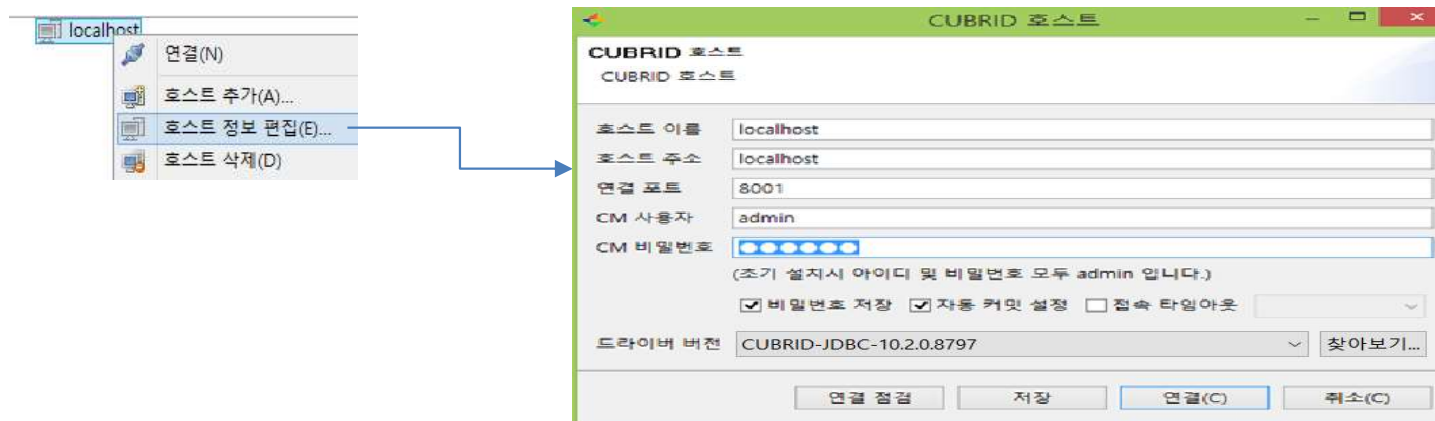 localhost
연결(N)
호스트 추가(A)...
호스트 정보 편집(E)...
호스트 삭제(D)
CUBRID 호스트
CUBRID 호스트
CUBRID 호스트
호스트 이름 localhost
호스트 주소 localhost
연결 포트 8001
CM 사용자 admin
CM 비밀번호 ●●●●●●
(초기 설치시 아이디 및 비밀번호 모두 admin 입니다.)
비밀번호 저장 자동 커밋 설정 접속 타임아웃
드라이버 버전 CUBRID-JDBC-10.2.0.8797 찾아보기...
연결 점검 저장 연결(C) 취소(C)